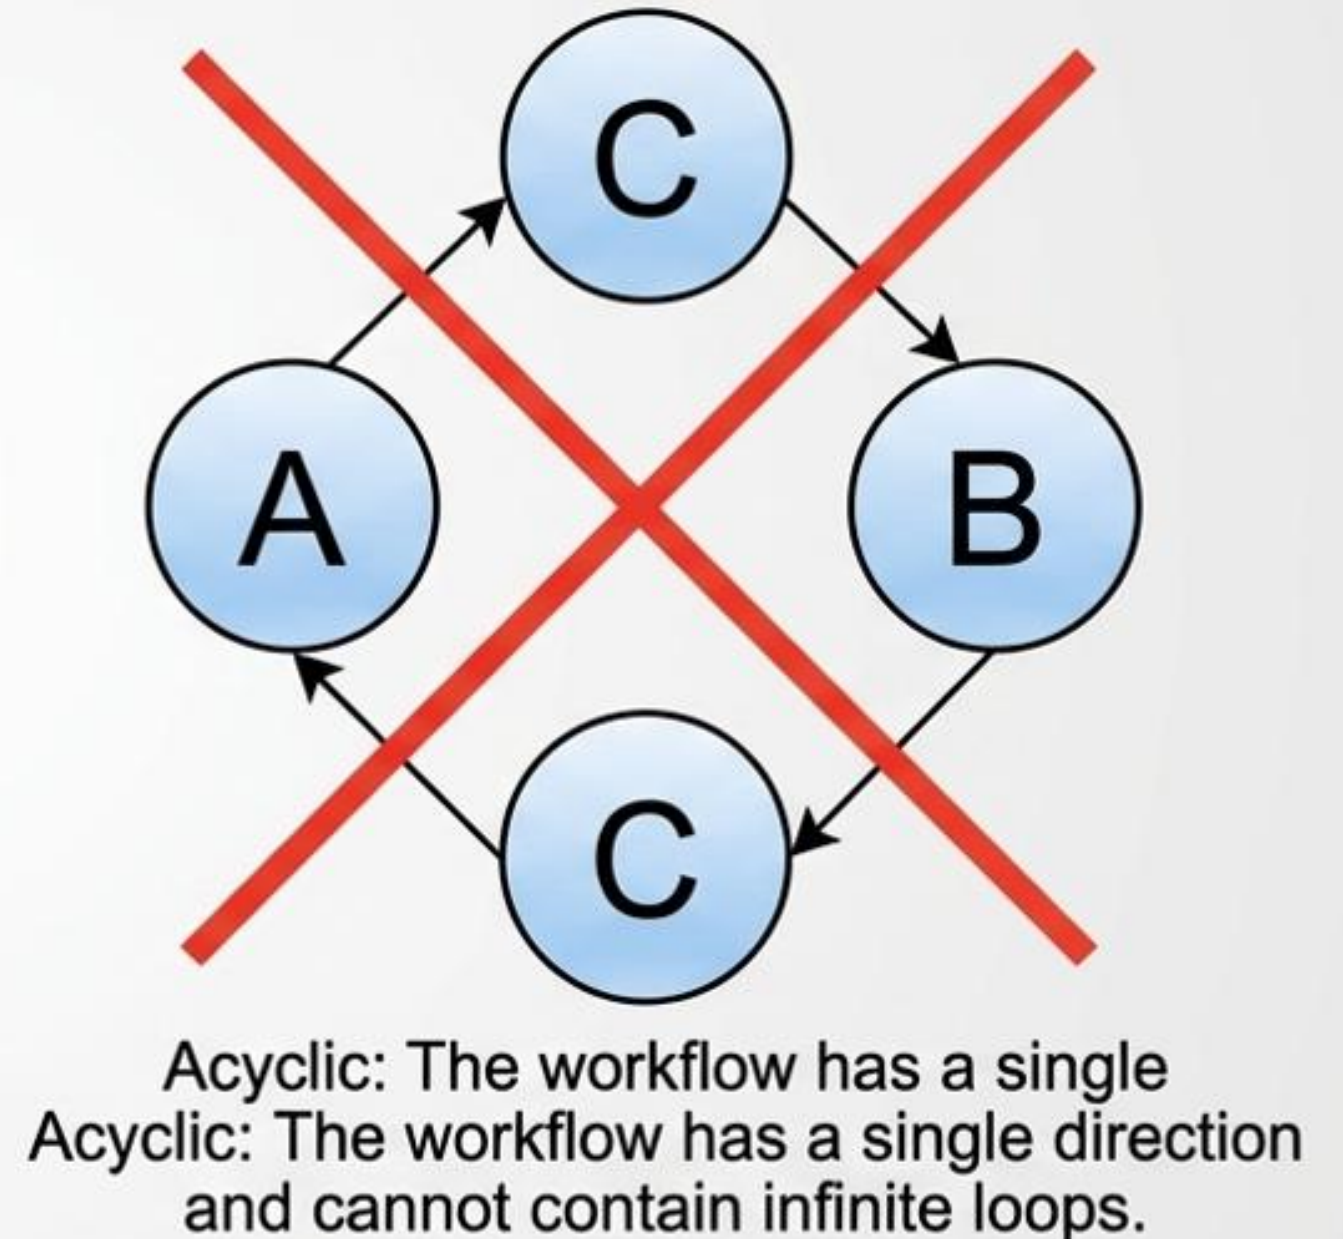 C
A
B
C
Acyclic: The workflow has a single
Acyclic: The workflow has a single direction
and cannot contain infinite loops.